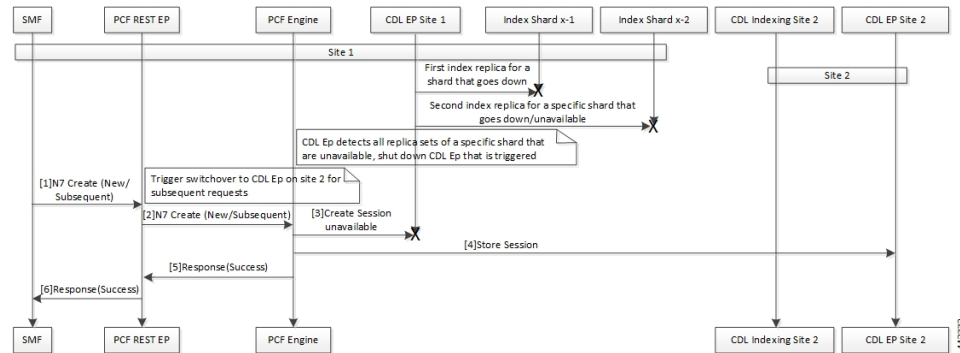 SMF
PCF REST EP
PCF Engine
CDL EP Site 1
Index Shard x-1
Index Shard x-2
CDL Indexing Site 2
CDL EP Site 2
Site 1
Site 2
First index replica for a
shard that goes down
X
Second index replica for a specific shard that
goes down/unavailable
X
CDL Ep detects all replica sets of a specific shard that
are unavailable, shut down CDL Ep that is triggered
[1]N7 Create (New/
Subsequent)
Trigger switchover to CDL Ep on site 2 for
subsequent requests
[2]N7 Create (New/Subsequent)
[3]Create Session
unavailable
X
[4]Store Session
[5]Response(Success)
[6]Response(Success)
SMF
PCF REST EP
PCF Engine
CDL Indexing Site 2
CDL EP Site 2